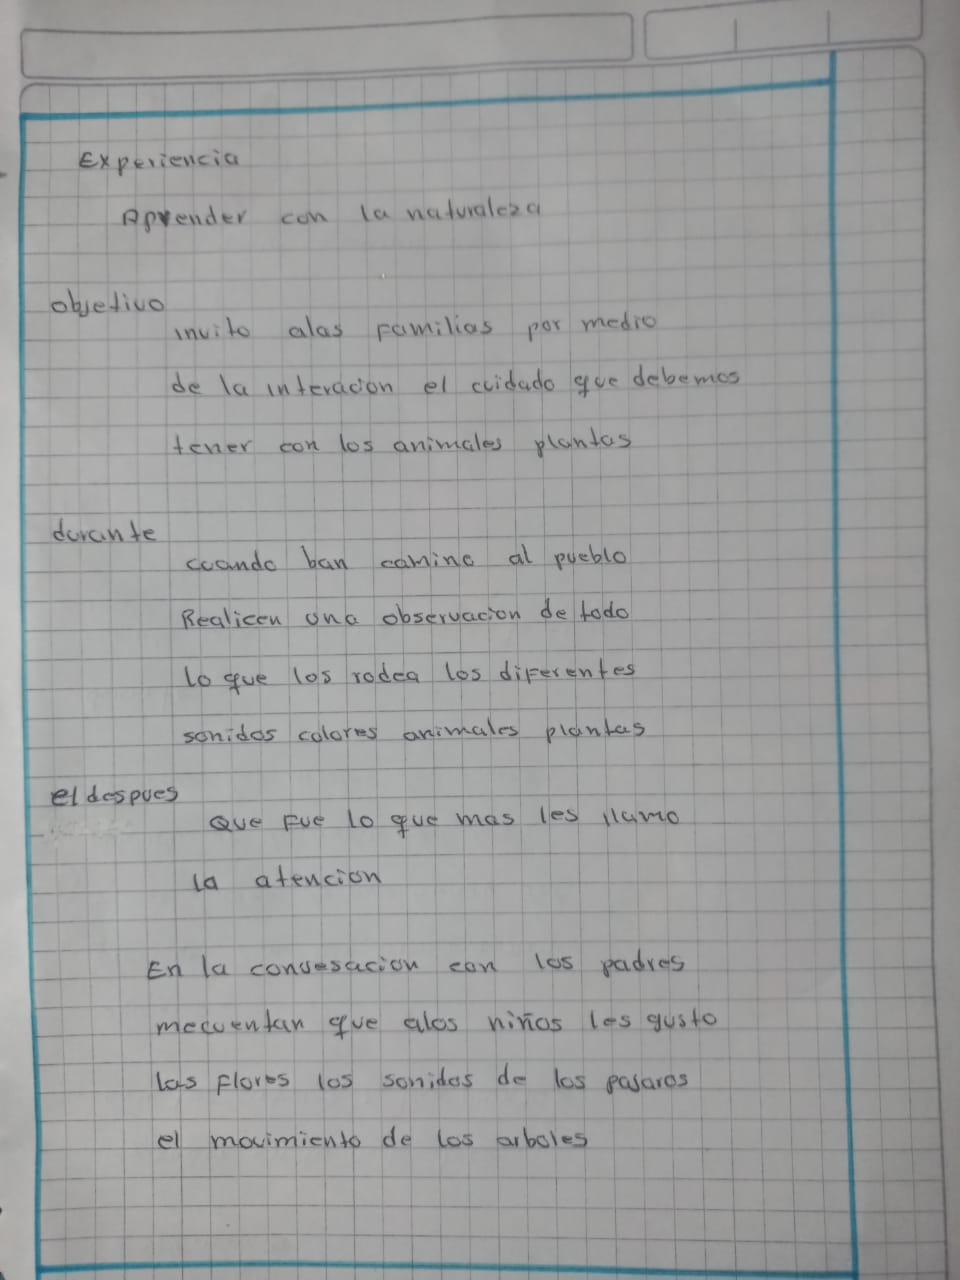 Experiencia
Aprender con la naturaleza
objetivo
invito alas familias por medio
de la interacion el cuidado que debemos
tener con los animales plantas
durante
cuando ban camino al pueblo
Realicen una observacion de todo
lo que los rodea los diferentes
sonidos colores animales plantas
el despues
Que fue lo que mas les llamo
la atencion
En la convesacion con los padres
mecuentan que alos niños les gusto
las flores los sonidos de los pajaros
el movimiento de los arboles